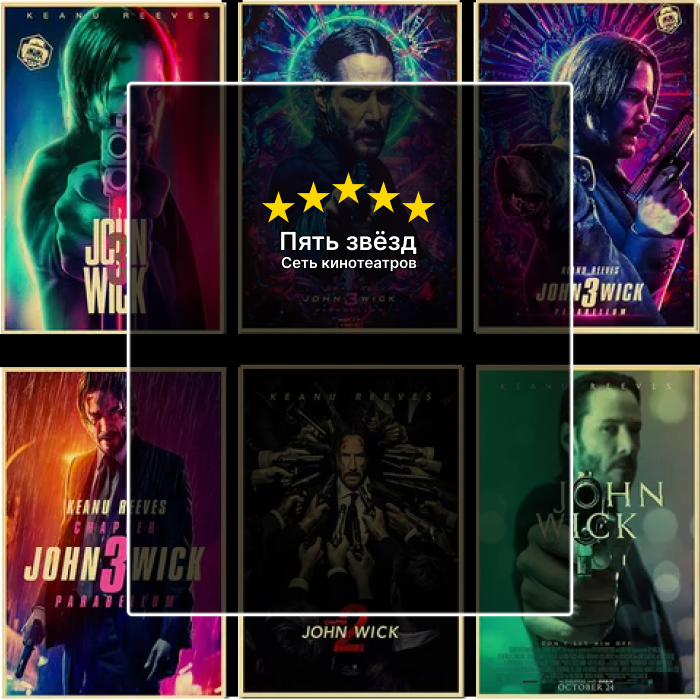 KEANU REEVES
JOHN
3
WICK
JOHN 3 WICK
PARABELLUM
KEANU REEVES
JOHN 3 WICK
PARABELLUM
Пять звёзд
Сеть кинотеатров
KEANU REEVES
CHAPTER
JOHN 3 WICK
PARABELLUM
KEANU REEVES
2
JOHN WICK
KEANU REEVES
JOHN
WICK
DON'T SET HIM OFF
OCTOBER 24